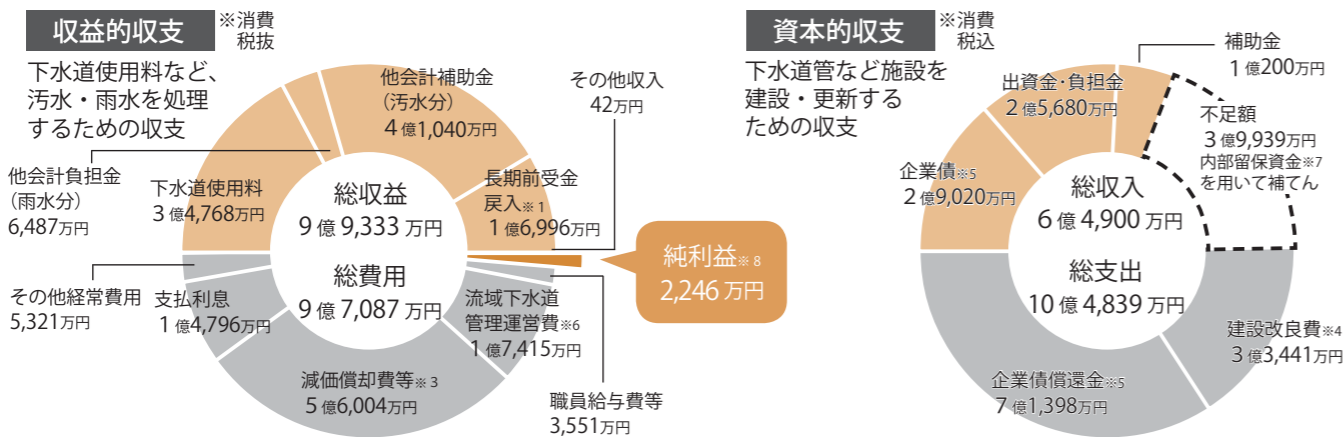 収益的収支
※消費
税抜
下水道使用料など、
汚水・雨水を処理
するための収支
他会計補助金
(汚水分)
4億1,040万円
その他収入
42万円
他会計負担金
(雨水分)
6,487万円
下水道使用料
3億4,768万円
長期前受金
戻入※1
1億6,996万円
総収益
9億9,333万円
総費用
9億7,087万円
純利益※8
2,246万円
その他経常費用
5,321万円
支払利息
1億4,796万円
流域下水道
管理運営費※6
1億7,415万円
減価償却費等※3
5億6,004万円
職員給与費等
3,551万円
資本的収支
※消費
税込
下水道管など施設を
建設・更新する
ための収支
補助金
1億200万円
出資金・負担金
2億5,680万円
不足額
3億9,939万円
内部留保資金※7
を用いて補てん
企業債※5
2億9,020万円
総収入
6億4,900万円
総支出
10億4,839万円
建設改良費※4
3億3,441万円
企業債償還金※5
7億1,398万円